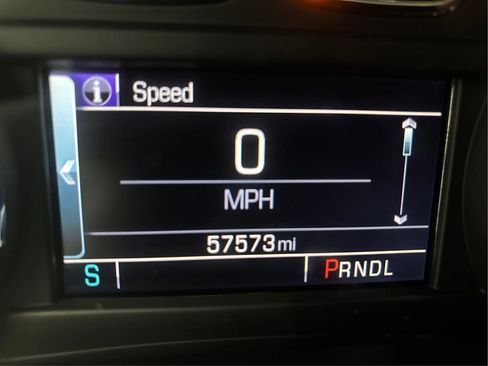 i Speed
0
MPH
57573mi
S PRNDL